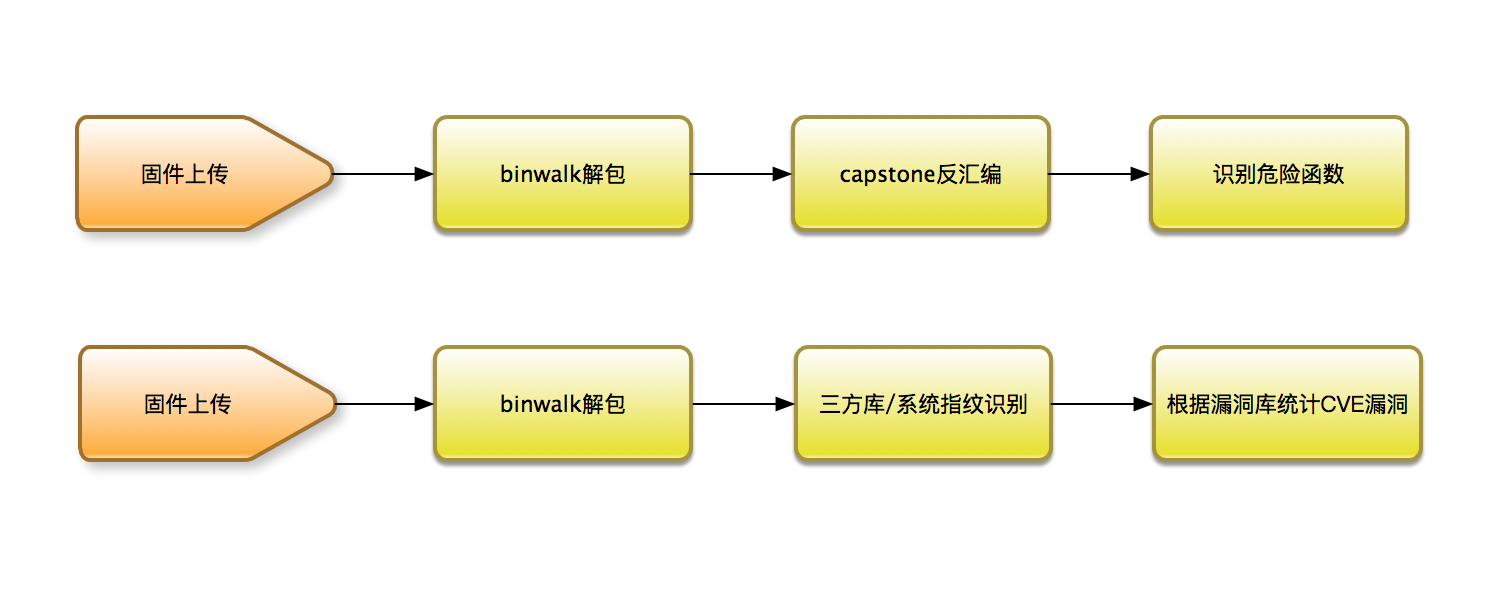 固件上传
binwalk解包
capstone反汇编
识别危险函数
固件上传
binwalk解包
三方库/系统指纹识别
根据漏洞库统计CVE漏洞